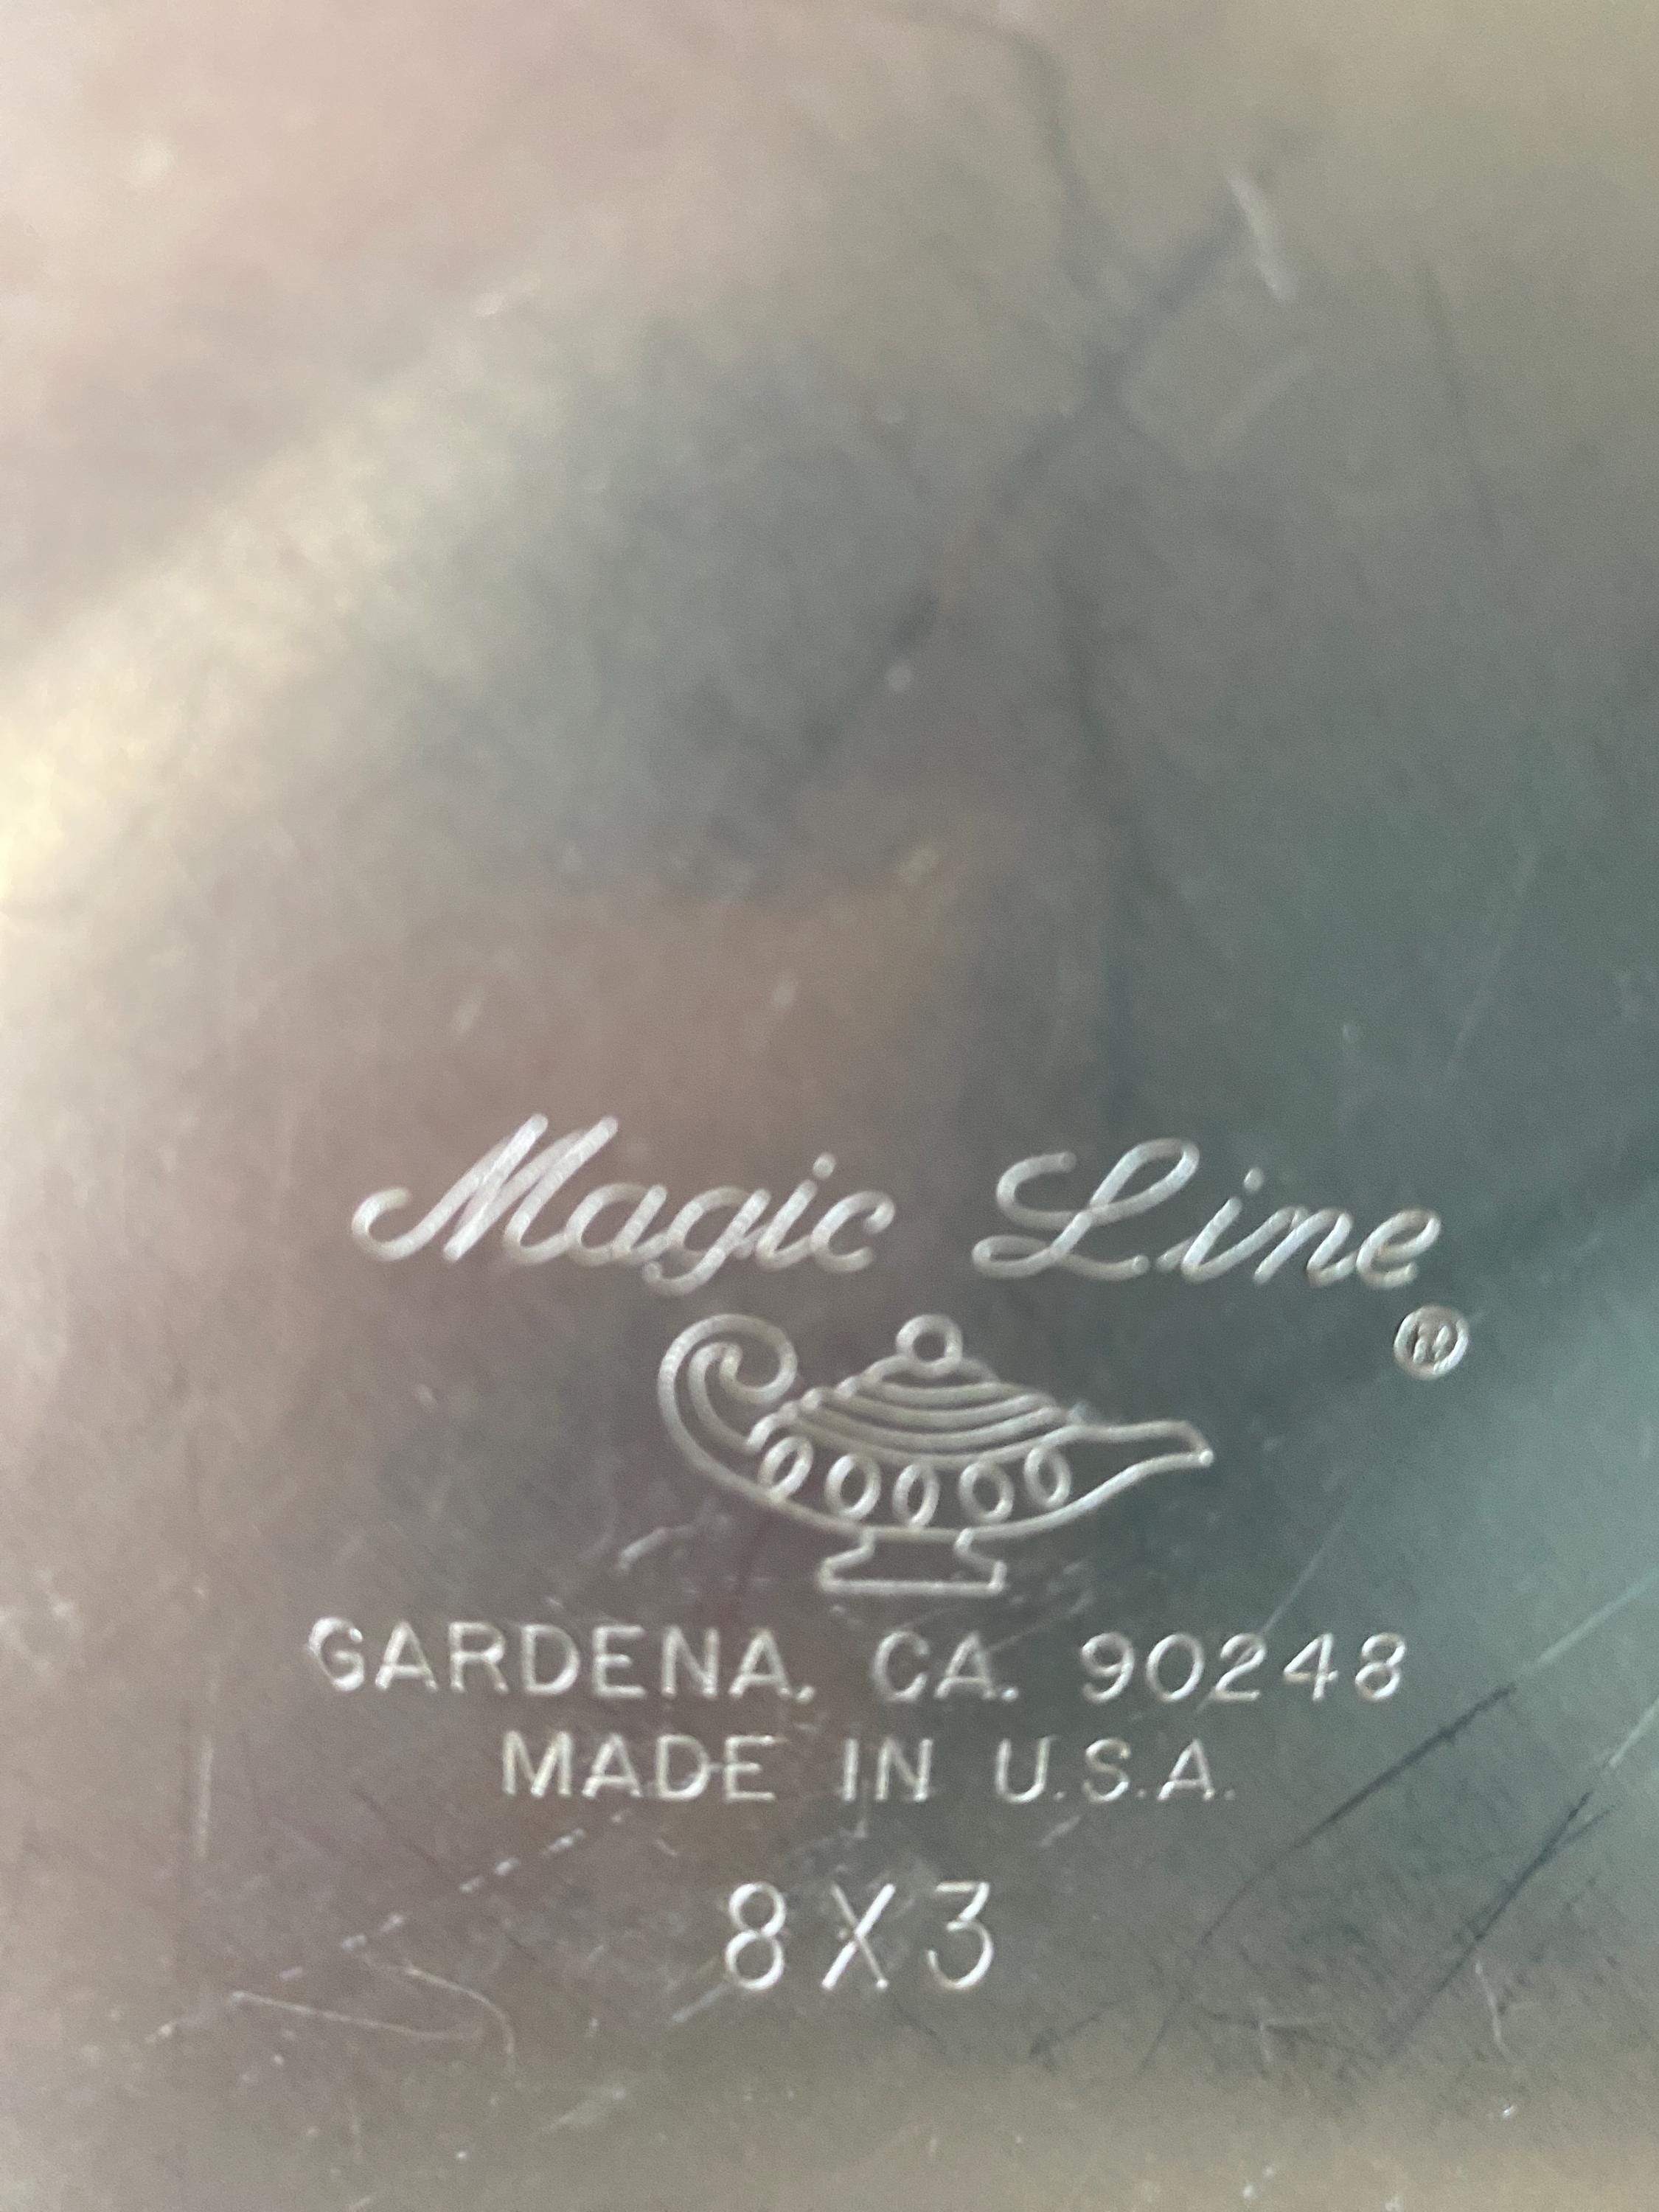 Magic Line
®
GARDENA, CA. 90248
MADE IN U.S.A.
8X3